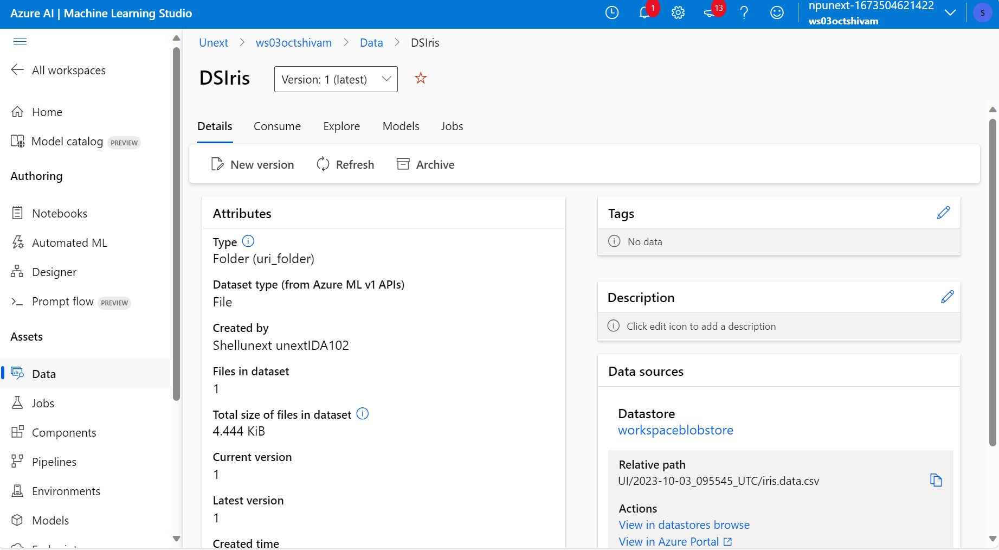 Azure AI | Machine Learning Studio
1
13
npunext-1673504621422
ws03octshivam
S
All workspaces
Home
Model catalog PREVIEW
Authoring
Notebooks
Automated ML
Designer
Prompt flow PREVIEW
Assets
Data
Jobs
Components
Pipelines
Environments
Models
Unext > ws03octshivam > Data > DSIris
DSIris
Version: 1 (latest)
Details Consume Explore Models Jobs
New version Refresh Archive
Attributes
Type
Folder (uri_folder)
Dataset type (from Azure ML v1 APIs)
File
Created by
Shellunext unextIDA102
Files in dataset
1
Total size of files in dataset
4.444 KiB
Current version
1
Latest version
1
Created time
Tags
No data
Description
Click edit icon to add a description
Data sources
Datastore
workspaceblobstore
Relative path
UI/2023-10-03_095545_UTC/iris.data.csv
Actions
View in datastores browse
View in Azure Portal